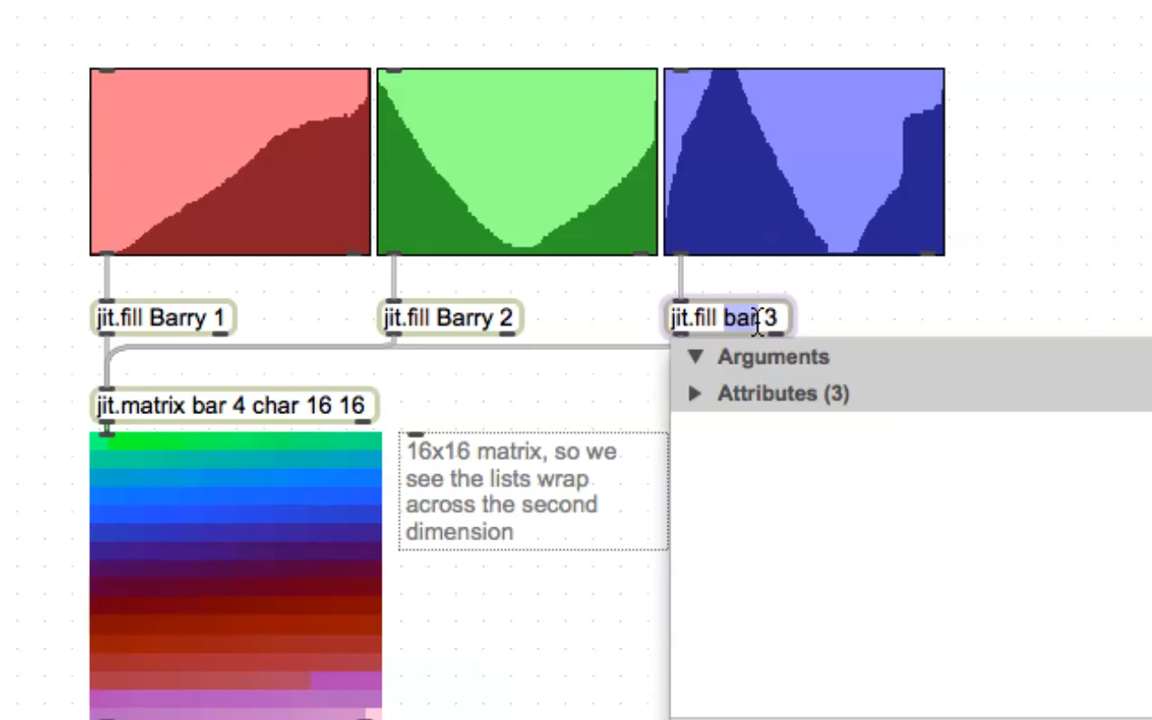 jit.fill Barry 1
jit.fill Barry 2
jit.fill bar 3
Arguments
Attributes (3)
jit.matrix bar 4 char 16 16
16x16 matrix, so we
see the lists wrap
across the second
dimension